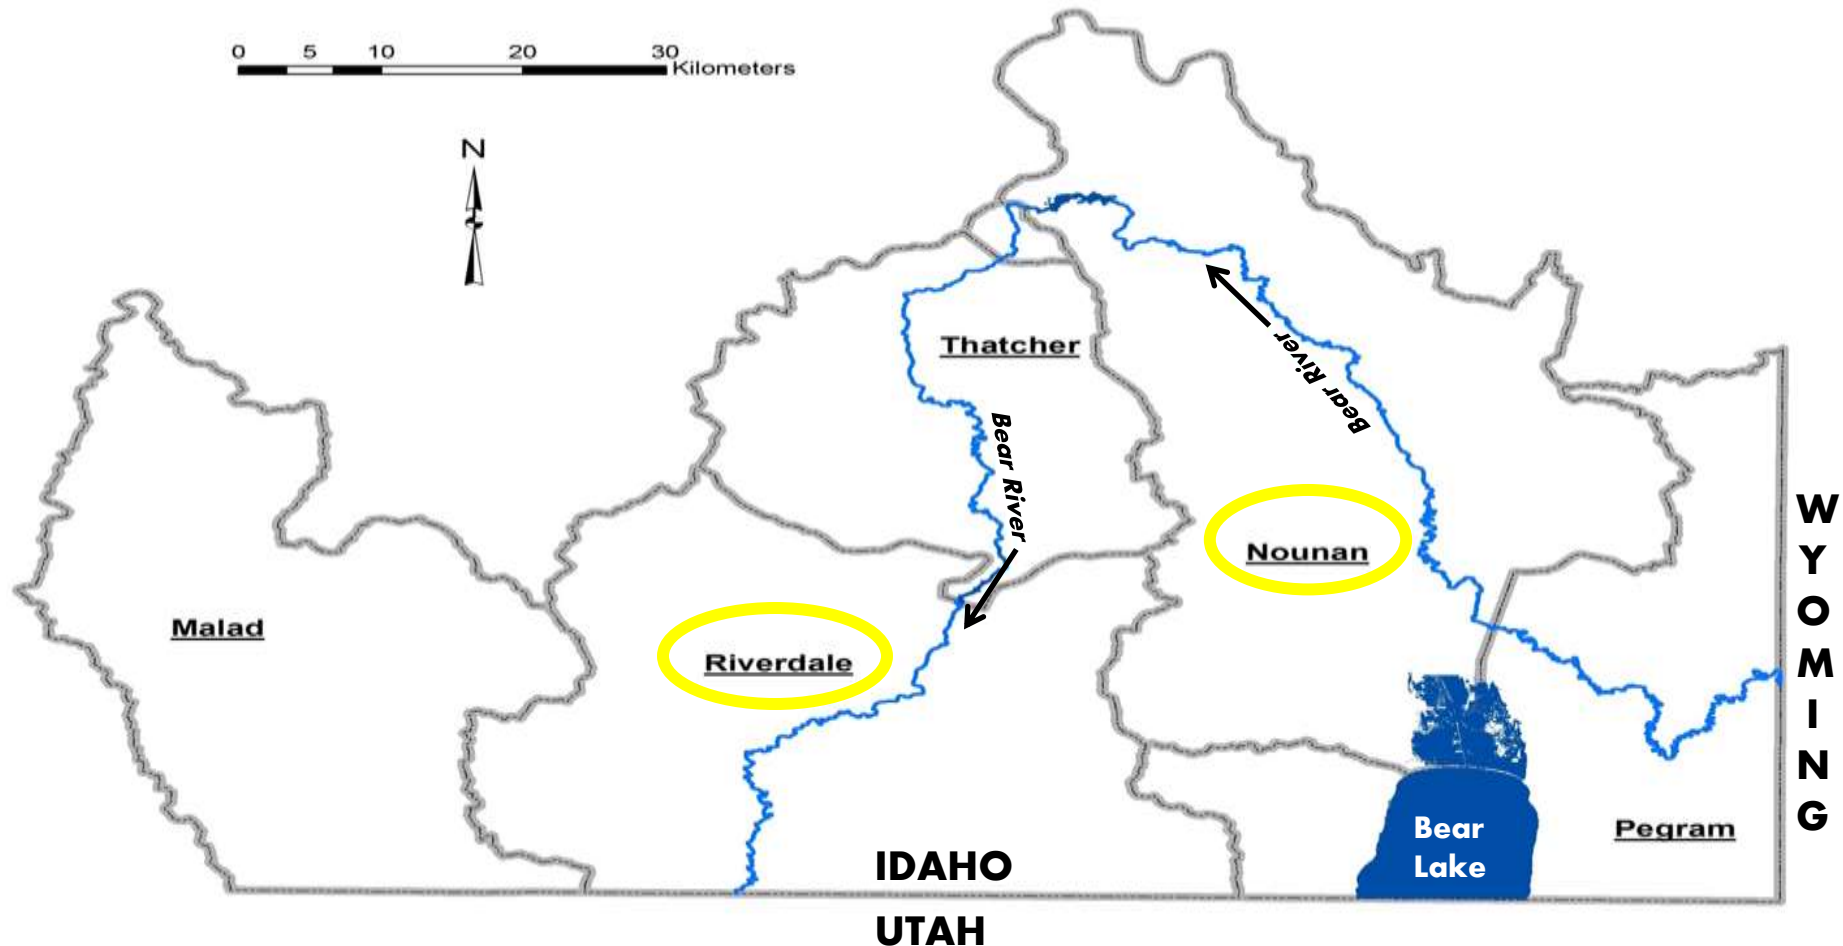 0 5 10 20 30
Kilometers
N
Thatcher
Bear River
Bear River
Nounan
Malad
Riverdale
WYOMING
Bear
Lake
Pegram
IDAHO
UTAH